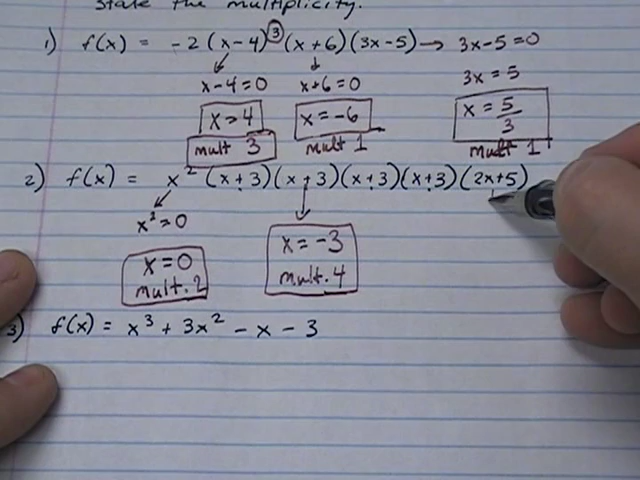 State the multiplicity.
1) f(x) = -2 (x-4)³ (x+6)(3x-5) → 3x-5=0
x-4=0 x+6=0 3x = 5
x=4 x=-6 x = 5/3
mult 3 mult 1 mult 1
2) f(x) = x² (x+3)(x+3)(x+3)(x+3)(2x+5)
x²=0
x=0 x=-3
mult. 2 mult. 4
3) f(x) = x³ + 3x² - x - 3